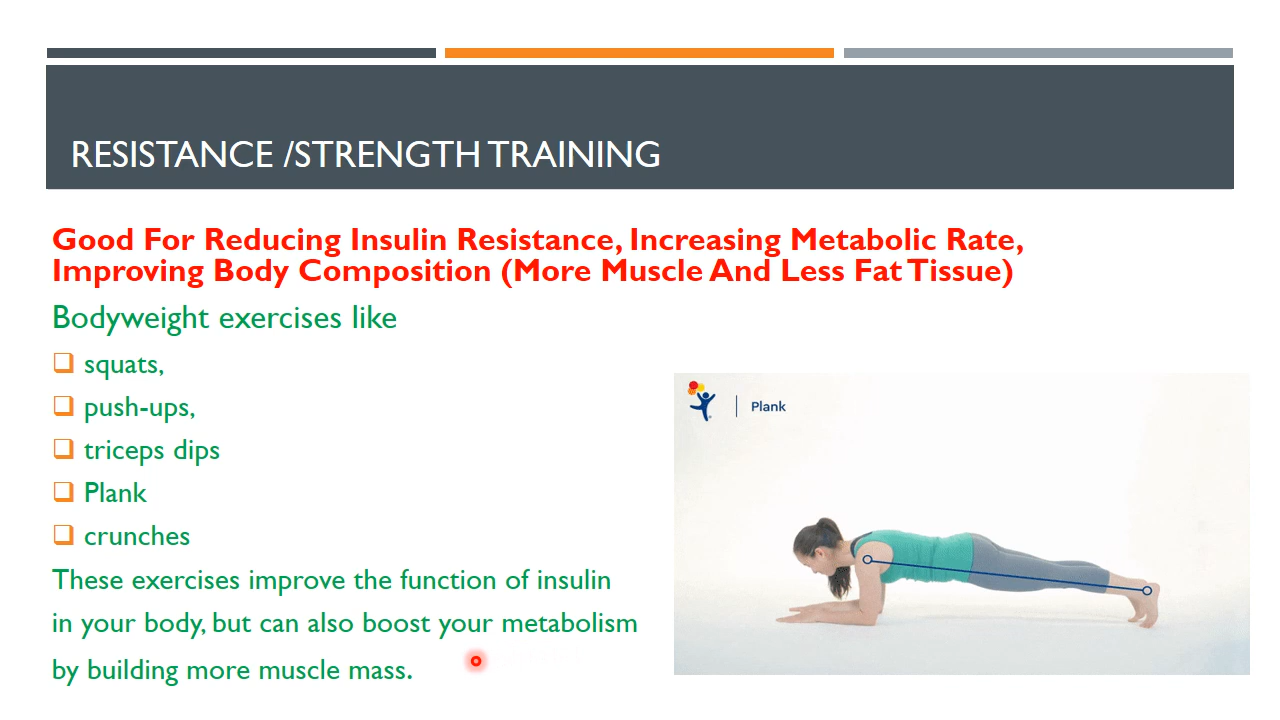 RESISTANCE /STRENGTH TRAINING
Good For Reducing Insulin Resistance, Increasing Metabolic Rate,
Improving Body Composition (More Muscle And Less Fat Tissue)
Bodyweight exercises like
squats,
push-ups,
triceps dips
Plank
crunches
These exercises improve the function of insulin
in your body, but can also boost your metabolism
by building more muscle mass.
Plank